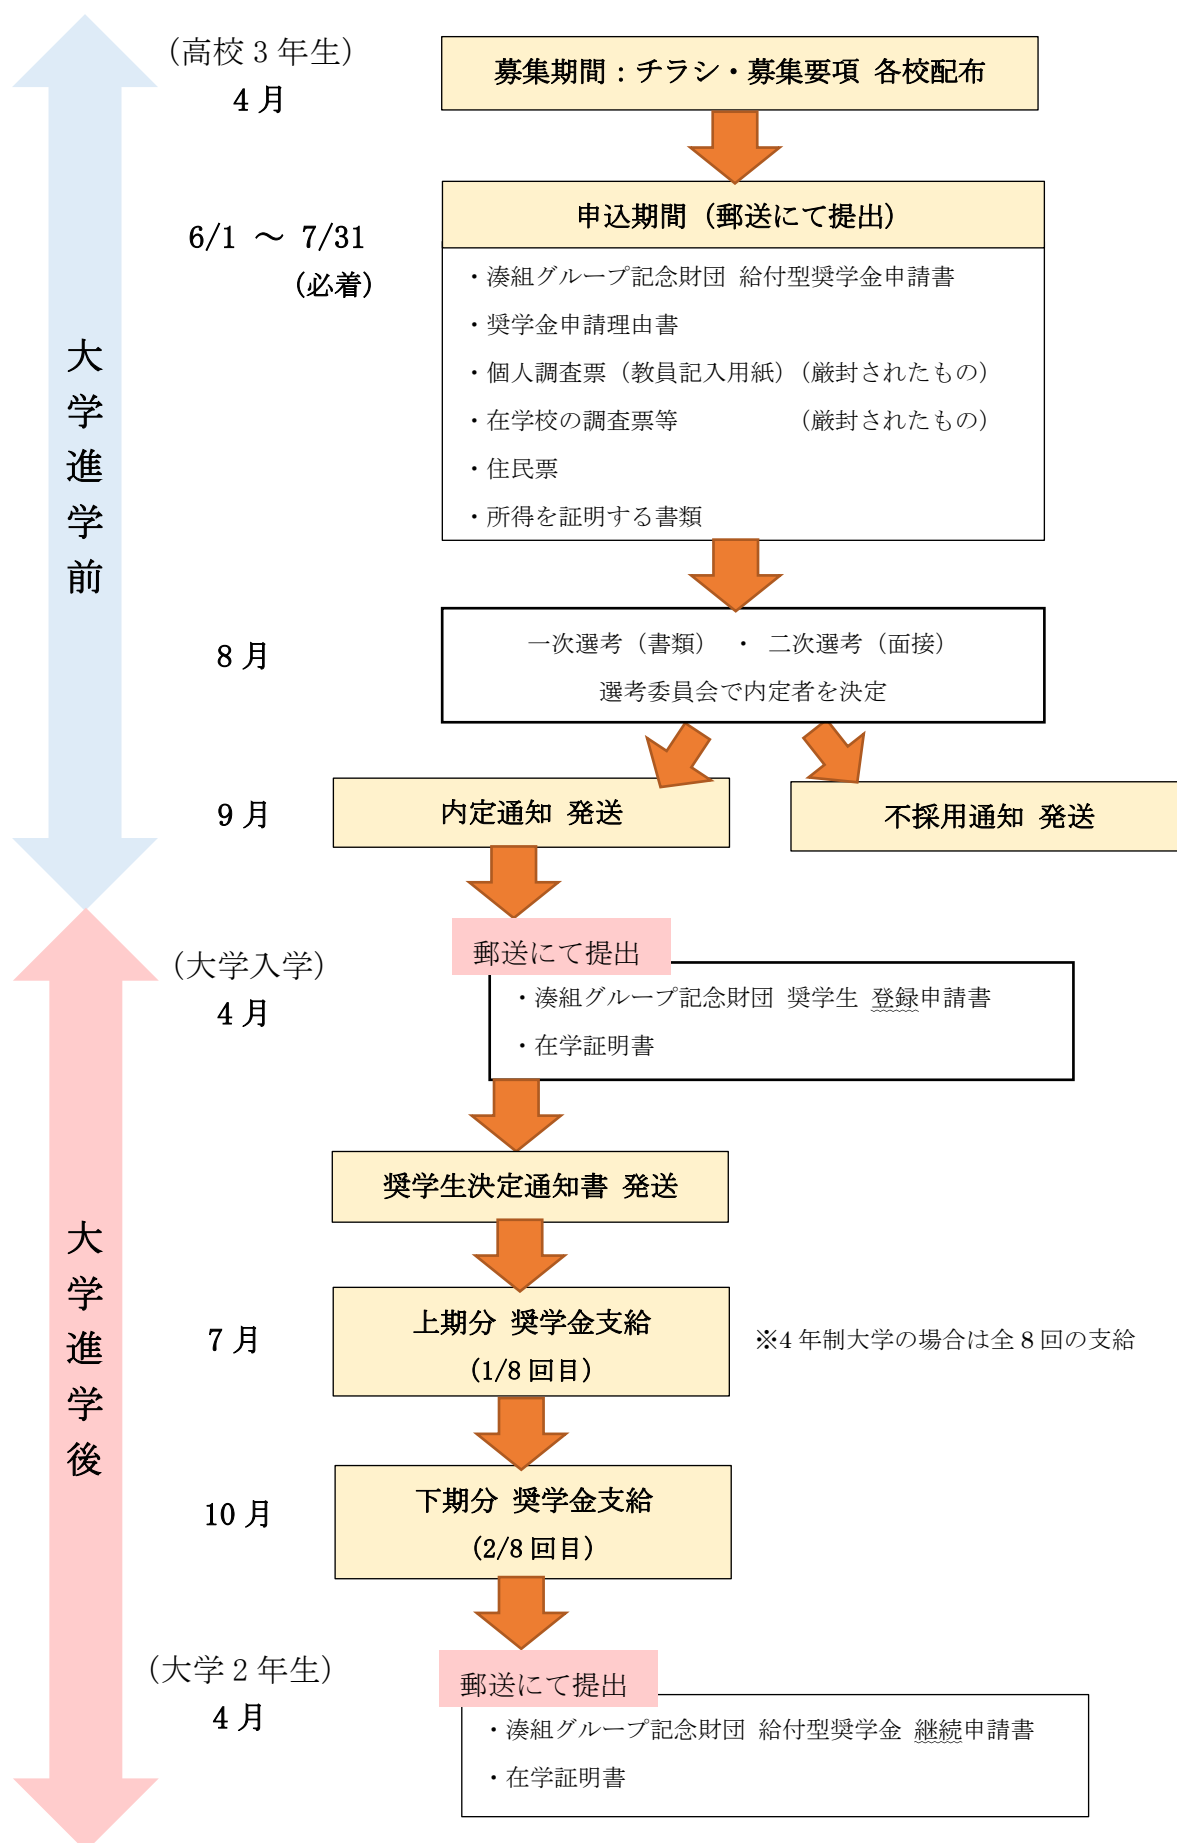 (高校 3 年生)
4 月
募集期間：チラシ・募集要項 各校配布
6/1 ～ 7/31
(必着)
申込期間（郵送にて提出）
・湊組グループ記念財団 給付型奨学金申請書
・奨学金申請理由書
・個人調査票（教員記入用紙）（厳封されたもの）
・在学校の調査票等 （厳封されたもの）
・住民票
・所得を証明する書類
大学進学前
8 月
一次選考（書類） ・ 二次選考（面接）
選考委員会で内定者を決定
9 月
内定通知 発送
不採用通知 発送
(大学入学)
4 月
郵送にて提出
・湊組グループ記念財団 奨学生 登録申請書
・在学証明書
奨学生決定通知書 発送
大学進学後
7 月
上期分 奨学金支給
(1/8 回目)
※4 年制大学の場合は全 8 回の支給
10 月
下期分 奨学金支給
(2/8 回目)
(大学 2 年生)
4 月
郵送にて提出
・湊組グループ記念財団 給付型奨学金 継続申請書
・在学証明書